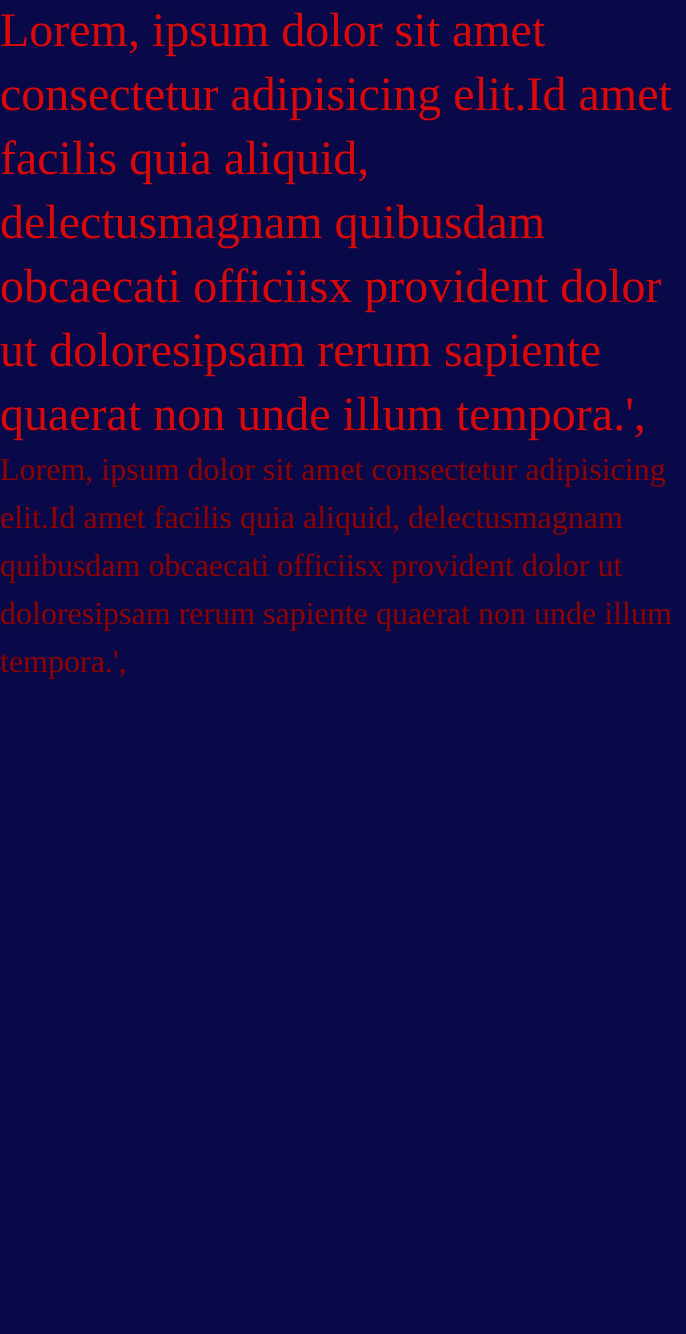 Lorem, ipsum dolor sit amet
consectetur adipisicing elit.Id amet
facilis quia aliquid,
delectusmagnam quibusdam
obcaecati officiisx provident dolor
ut doloresipsam rerum sapiente
quaerat non unde illum tempora.',
Lorem, ipsum dolor sit amet consectetur adipisicing
elit.Id amet facilis quia aliquid, delectusmagnam
quibusdam obcaecati officiisx provident dolor ut
doloresipsam rerum sapiente quaerat non unde illum
tempora.',